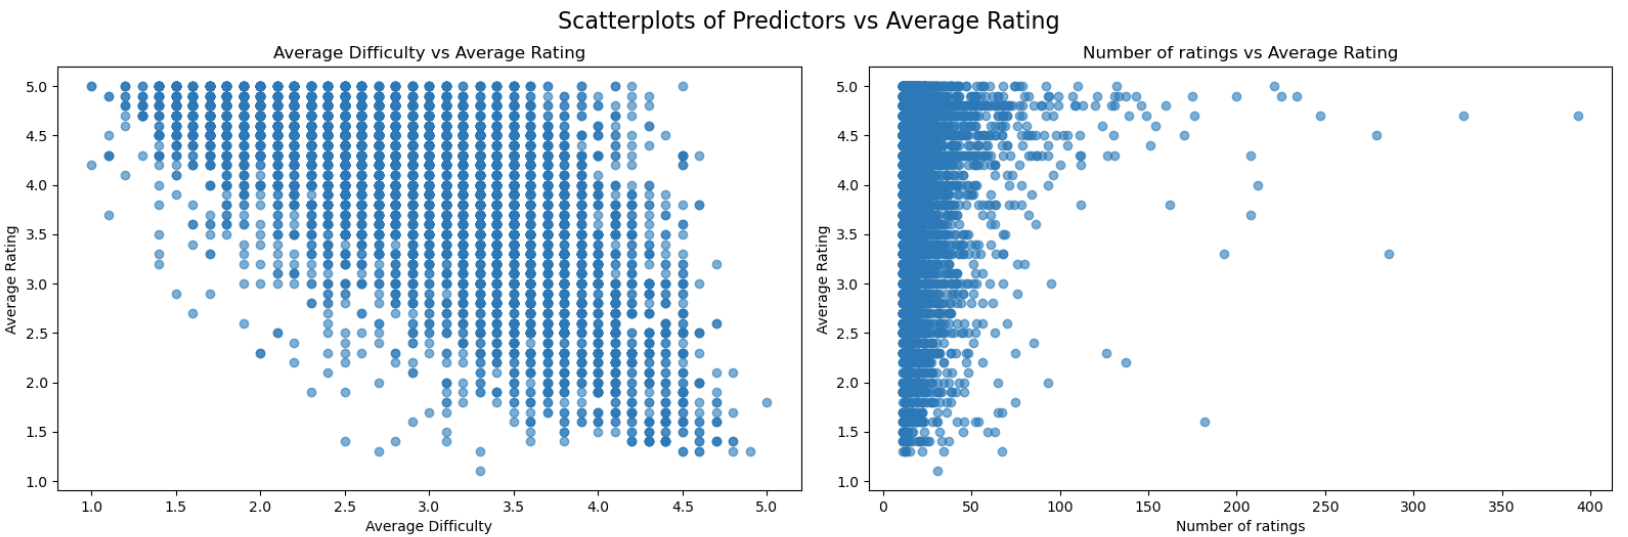 Scatterplots of Predictors vs Average Rating
Average Difficulty vs Average Rating
5.0
4.5
4.0
3.5
3.0
2.5
2.0
1.5
1.0
Average Rating
1.0 1.5 2.0 2.5 3.0 3.5 4.0 4.5 5.0
Average Difficulty
Number of ratings vs Average Rating
5.0
4.5
4.0
3.5
3.0
2.5
2.0
1.5
1.0
Average Rating
0 50 100 150 200 250 300 350 400
Number of ratings